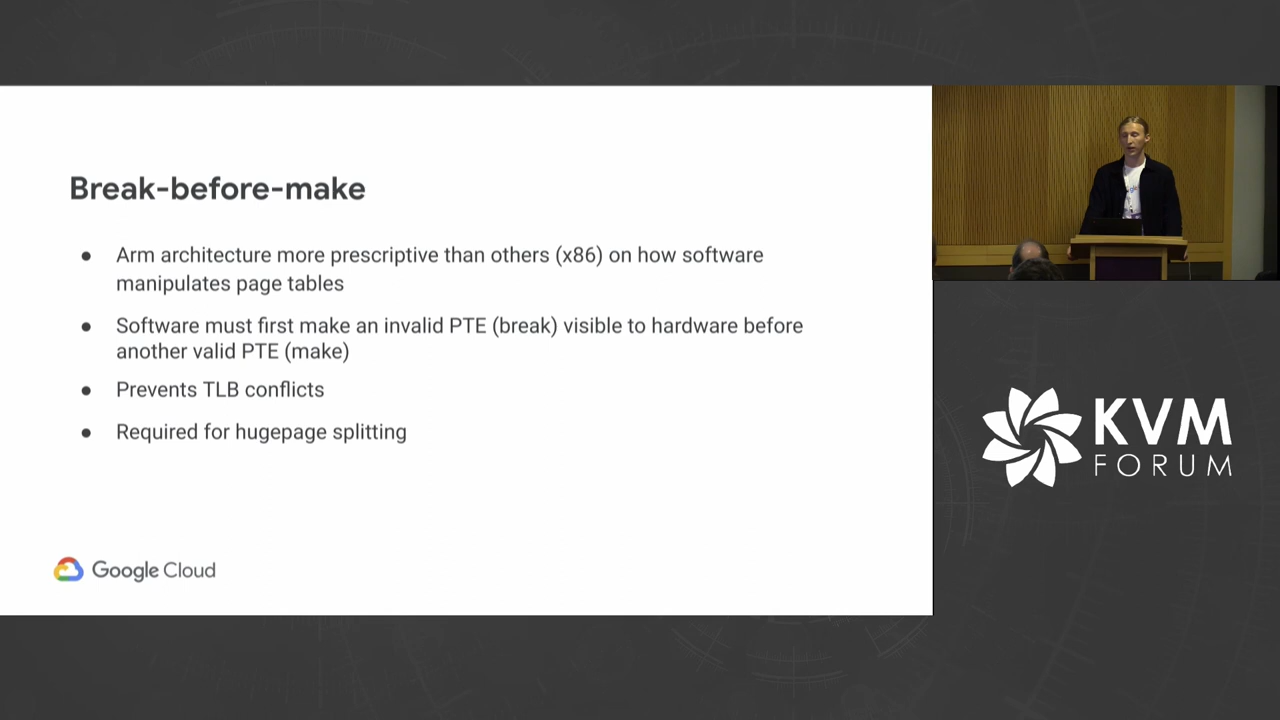 Break-before-make
● Arm architecture more prescriptive than others (x86) on how software
manipulates page tables
● Software must first make an invalid PTE (break) visible to hardware before
another valid PTE (make)
● Prevents TLB conflicts
● Required for hugepage splitting
Google Cloud
KVM
FORUM